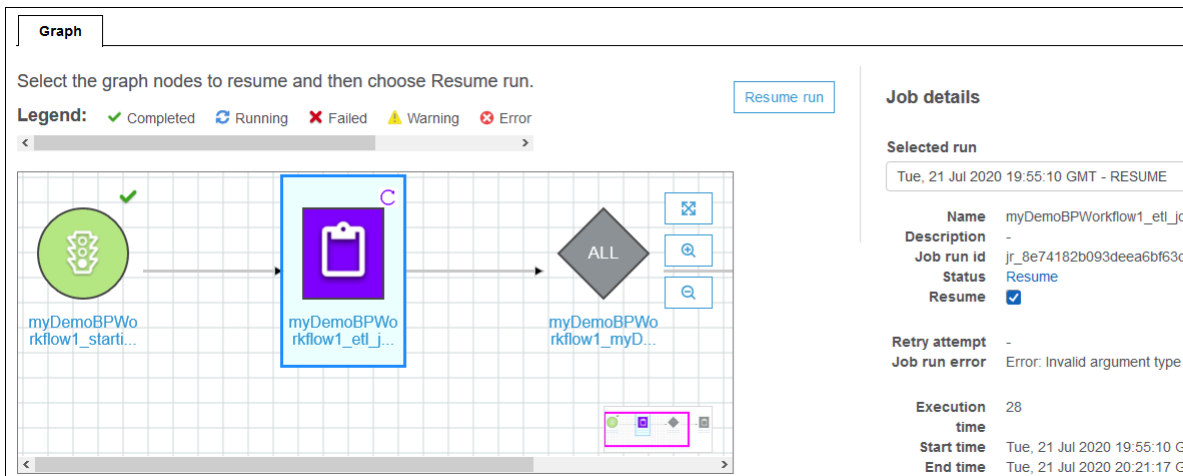 Graph
Select the graph nodes to resume and then choose Resume run.
Resume run
Legend: Completed Running Failed Warning Error
ALL
myDemoBPWo
rkflow1_starti...
myDemoBPWo
rkflow1_etl_j...
myDemoBPWo
rkflow1_myD...
Job details
Selected run
Tue, 21 Jul 2020 19:55:10 GMT - RESUME
Name myDemoBPWorkflow1_etl_jo
Description -
Job run id jr_8e74182b093deea6bf63c
Status Resume
Resume
Retry attempt -
Job run error Error: Invalid argument type
Execution 28
time
Start time Tue, 21 Jul 2020 19:55:10 G
End time Tue, 21 Jul 2020 20:21:17 G